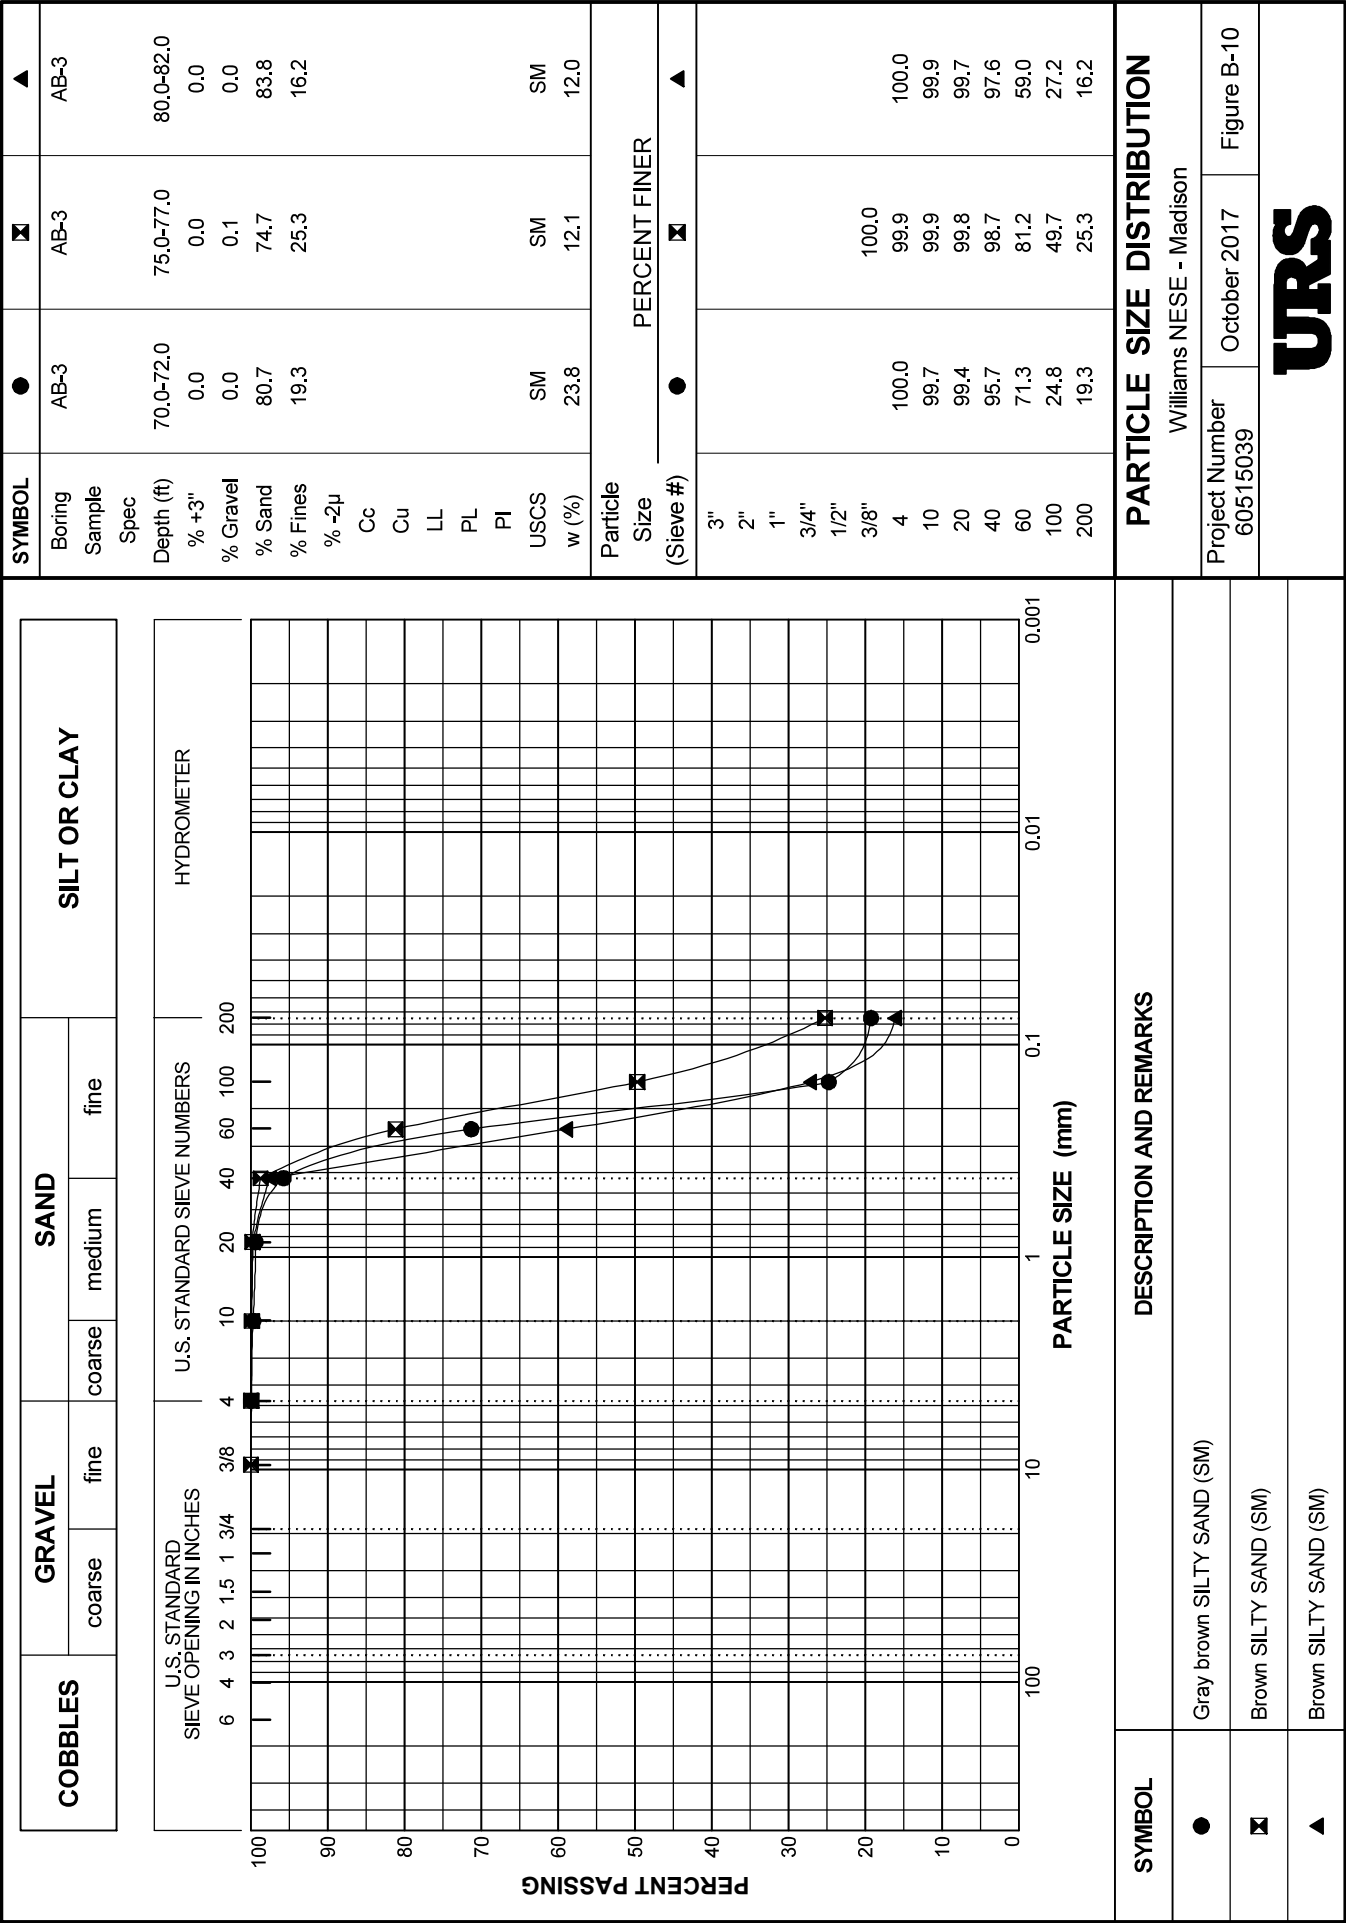 COBBLES GRAVEL SAND SILT OR CLAY
coarse fine coarse medium fine
U.S. STANDARD
SIEVE OPENING IN INCHES
U.S. STANDARD SIEVE NUMBERS
HYDROMETER
6 4 3 2 1.5 1 3/4 3/8 4 10 20 40 60 100 200
PERCENT PASSING
100
90
80
70
60
50
40
30
20
10
0
100 10 1 0.1 0.01 0.001
PARTICLE SIZE (mm)
SYMBOL DESCRIPTION AND REMARKS
Gray brown SILTY SAND (SM)
Brown SILTY SAND (SM)
Brown SILTY SAND (SM)
SYMBOL
Boring AB-3 AB-3 AB-3
Sample
Spec
Depth (ft) 70.0-72.0 75.0-77.0 80.0-82.0
% +3" 0.0 0.0 0.0
% Gravel 0.0 0.1 0.0
% Sand 80.7 74.7 83.8
% Fines 19.3 25.3 16.2
% -2µ
Cc
Cu
LL
PL
PI
USCS SM SM SM
w (%) 23.8 12.1 12.0
Particle
Size PERCENT FINER
(Sieve #)
3"
2"
1"
3/4"
1/2"
3/8" 100.0
4 100.0 99.9 100.0
10 99.7 99.9 99.9
20 99.4 99.8 99.7
40 95.7 98.7 97.6
60 71.3 81.2 59.0
100 24.8 49.7 27.2
200 19.3 25.3 16.2
PARTICLE SIZE DISTRIBUTION
Williams NESE - Madison
Project Number
60515039
October 2017
Figure B-10
URS